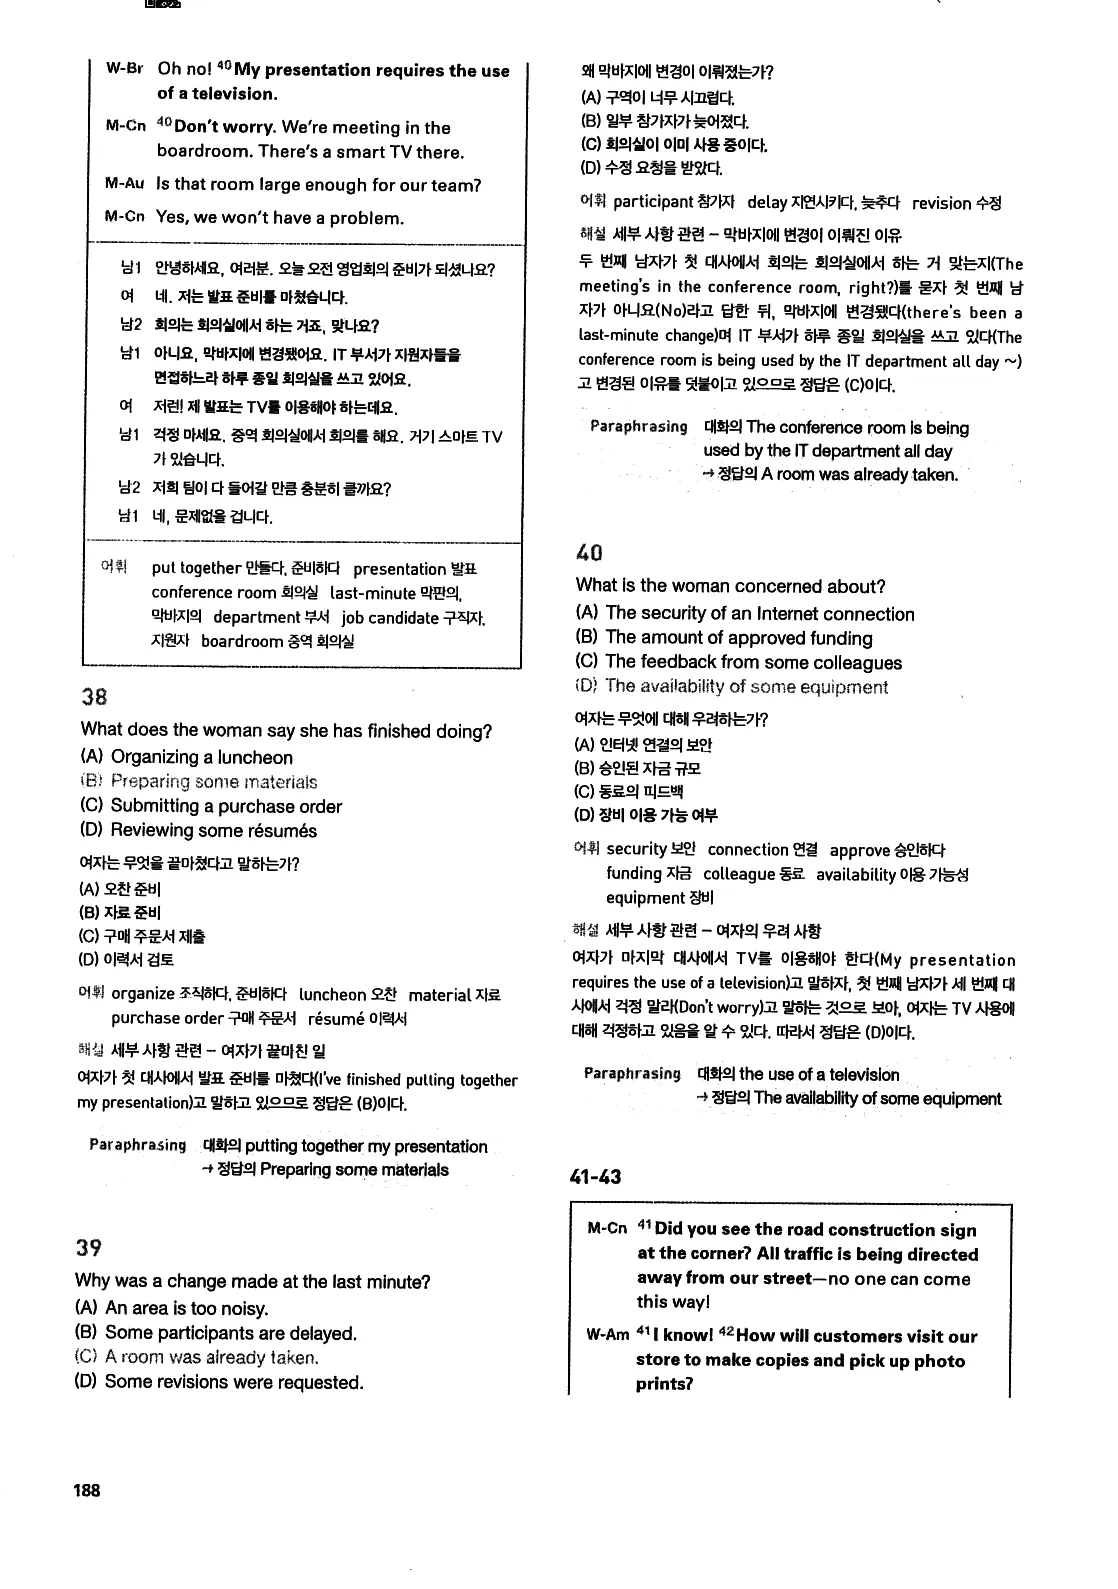 W-Br Oh no! 40 My presentation requires the use
of a television.
M-Cn 40 Don't worry. We're meeting in the
boardroom. There's a smart TV there.
M-Au Is that room large enough for our team?
M-Cn Yes, we won't have a problem.
남1 안녕하세요, 여러분. 오늘 오전 영업회의 준비가 되셨나요?
여 네. 저는 발표 준비를 마쳤습니다.
남2 회의는 회의실에서 하는 거죠, 맞나요?
남1 아니요, 막바지에 변경됐어요. IT 부서가 지원자들을
면접하느라 하루 종일 회의실을 쓰고 있어요.
여 저런! 제 발표는 TV를 이용해야 하는데요.
남1 걱정 마세요. 중역 회의실에서 회의를 해요. 거기 스마트 TV
가 있습니다.
남2 저희 팀이 다 들어갈 만큼 충분히 큰가요?
남1 네, 문제없을 겁니다.
어휘 put together 만들다, 준비하다 presentation 발표
conference room 회의실 last-minute 막판의,
막바지의 department 부서 job candidate 구직자,
지원자 boardroom 중역 회의실
38
What does the woman say she has finished doing?
(A) Organizing a luncheon
(B) Preparing some materials
(C) Submitting a purchase order
(D) Reviewing some résumés
여자는 무엇을 끝마쳤다고 말하는가?
(A) 오찬 준비
(B) 자료 준비
(C) 구매 주문서 제출
(D) 이력서 검토
어휘 organize 조직하다, 준비하다 luncheon 오찬 material 자료
purchase order 구매 주문서 résumé 이력서
해설 세부 사항 관련 – 여자가 끝마친 일
여자가 첫 대사에서 발표 준비를 마쳤다(I've finished putting together
my presentation)고 말하고 있으므로 정답은 (B)이다.
Paraphrasing 대화의 putting together my presentation
→ 정답의 Preparing some materials
39
Why was a change made at the last minute?
(A) An area is too noisy.
(B) Some participants are delayed.
(C) A room was already taken.
(D) Some revisions were requested.
188
왜 막바지에 변경이 이뤄졌는가?
(A) 구역이 너무 시끄럽다.
(B) 일부 참가자가 늦어졌다.
(C) 회의실이 이미 사용 중이다.
(D) 수정 요청을 받았다.
어휘 participant 참가자 delay 지연시키다, 늦추다 revision 수정
해설 세부 사항 관련 – 막바지에 변경이 이뤄진 이유
두 번째 남자가 첫 대사에서 회의는 회의실에서 하는 거 맞는지(The
meeting's in the conference room, right?)를 묻자 첫 번째 남
자가 아니요(No)라고 답한 뒤, 막바지에 변경됐다(there's been a
last-minute change)며 IT 부서가 하루 종일 회의실을 쓰고 있다(The
conference room is being used by the IT department all day ~)
고 변경된 이유를 덧붙이고 있으므로 정답은 (C)이다.
Paraphrasing 대화의 The conference room is being
used by the IT department all day
→ 정답의 A room was already taken.
40
What is the woman concerned about?
(A) The security of an Internet connection
(B) The amount of approved funding
(C) The feedback from some colleagues
(D) The availability of some equipment
여자는 무엇에 대해 우려하는가?
(A) 인터넷 연결의 보안
(B) 승인된 자금 규모
(C) 동료의 피드백
(D) 장비 이용 가능 여부
어휘 security 보안 connection 연결 approve 승인하다
funding 자금 colleague 동료 availability 이용 가능성
equipment 장비
해설 세부 사항 관련 – 여자의 우려 사항
여자가 마지막 대사에서 TV를 이용해야 한다(My presentation
requires the use of a television)고 말하자, 첫 번째 남자가 세 번째 대
사에서 걱정 말라(Don't worry)고 말하는 것으로 보아, 여자는 TV 사용에
대해 걱정하고 있음을 알 수 있다. 따라서 정답은 (D)이다.
Paraphrasing 대화의 the use of a television
→ 정답의 The availability of some equipment
41-43
M-Cn 41 Did you see the road construction sign
at the corner? All traffic is being directed
away from our street—no one can come
this way!
W-Am 41 I know! 42 How will customers visit our
store to make copies and pick up photo
prints?